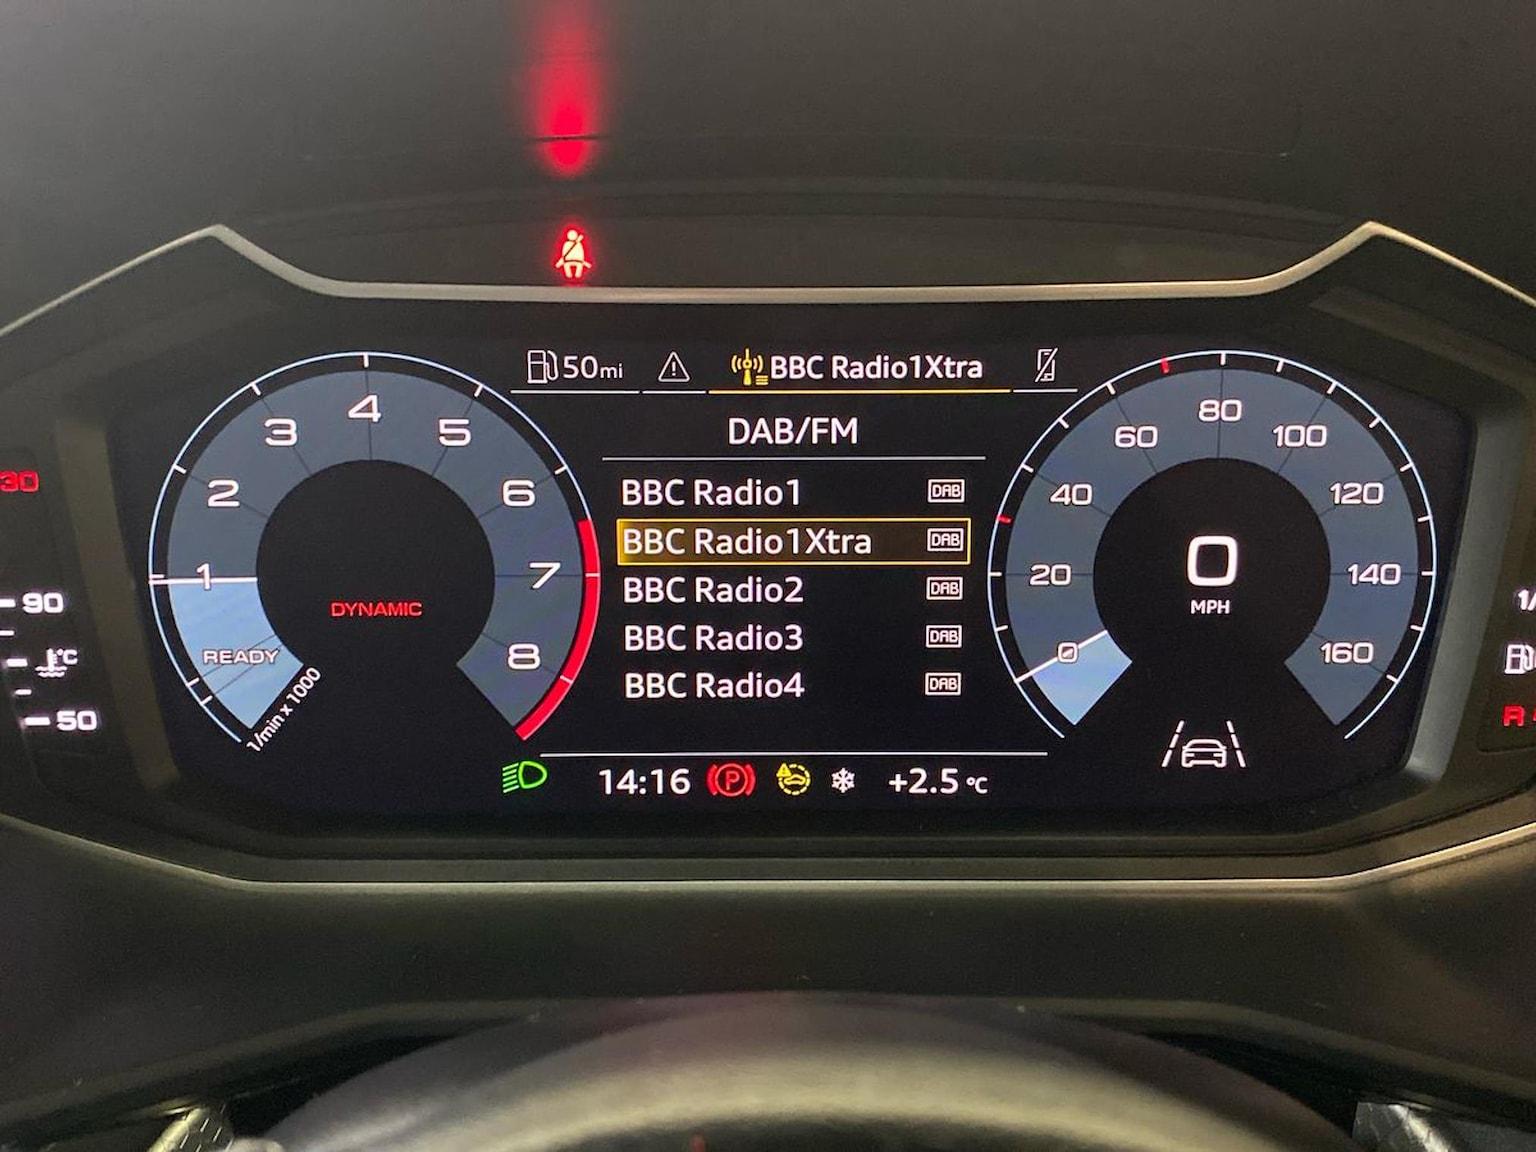 50mi
BBC Radio1Xtra
DAB/FM
BBC Radio1 DAB
BBC Radio1Xtra DAB
BBC Radio2 DAB
BBC Radio3 DAB
BBC Radio4 DAB
14:16 P +2.5 °C
1 2 3 4 5 6 7 8
READY
DYNAMIC
1/min x 1000
0 20 40 60 80 100 120 140 160
0
MPH
90
°C
50